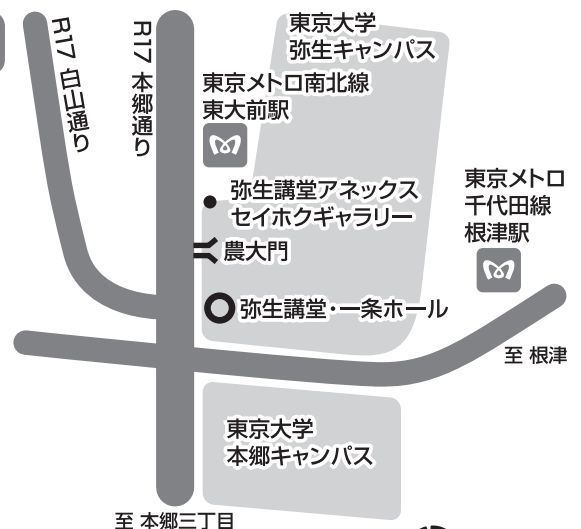 R17 白山通り
R17 本郷通り
東京大学
弥生キャンパス
東京メトロ南北線
東大前駅
弥生講堂アネックス
セイホクギャラリー
農大門
弥生講堂・一条ホール
東京メトロ
千代田線
根津駅
至 根津
東京大学
本郷キャンパス
至 本郷三丁目